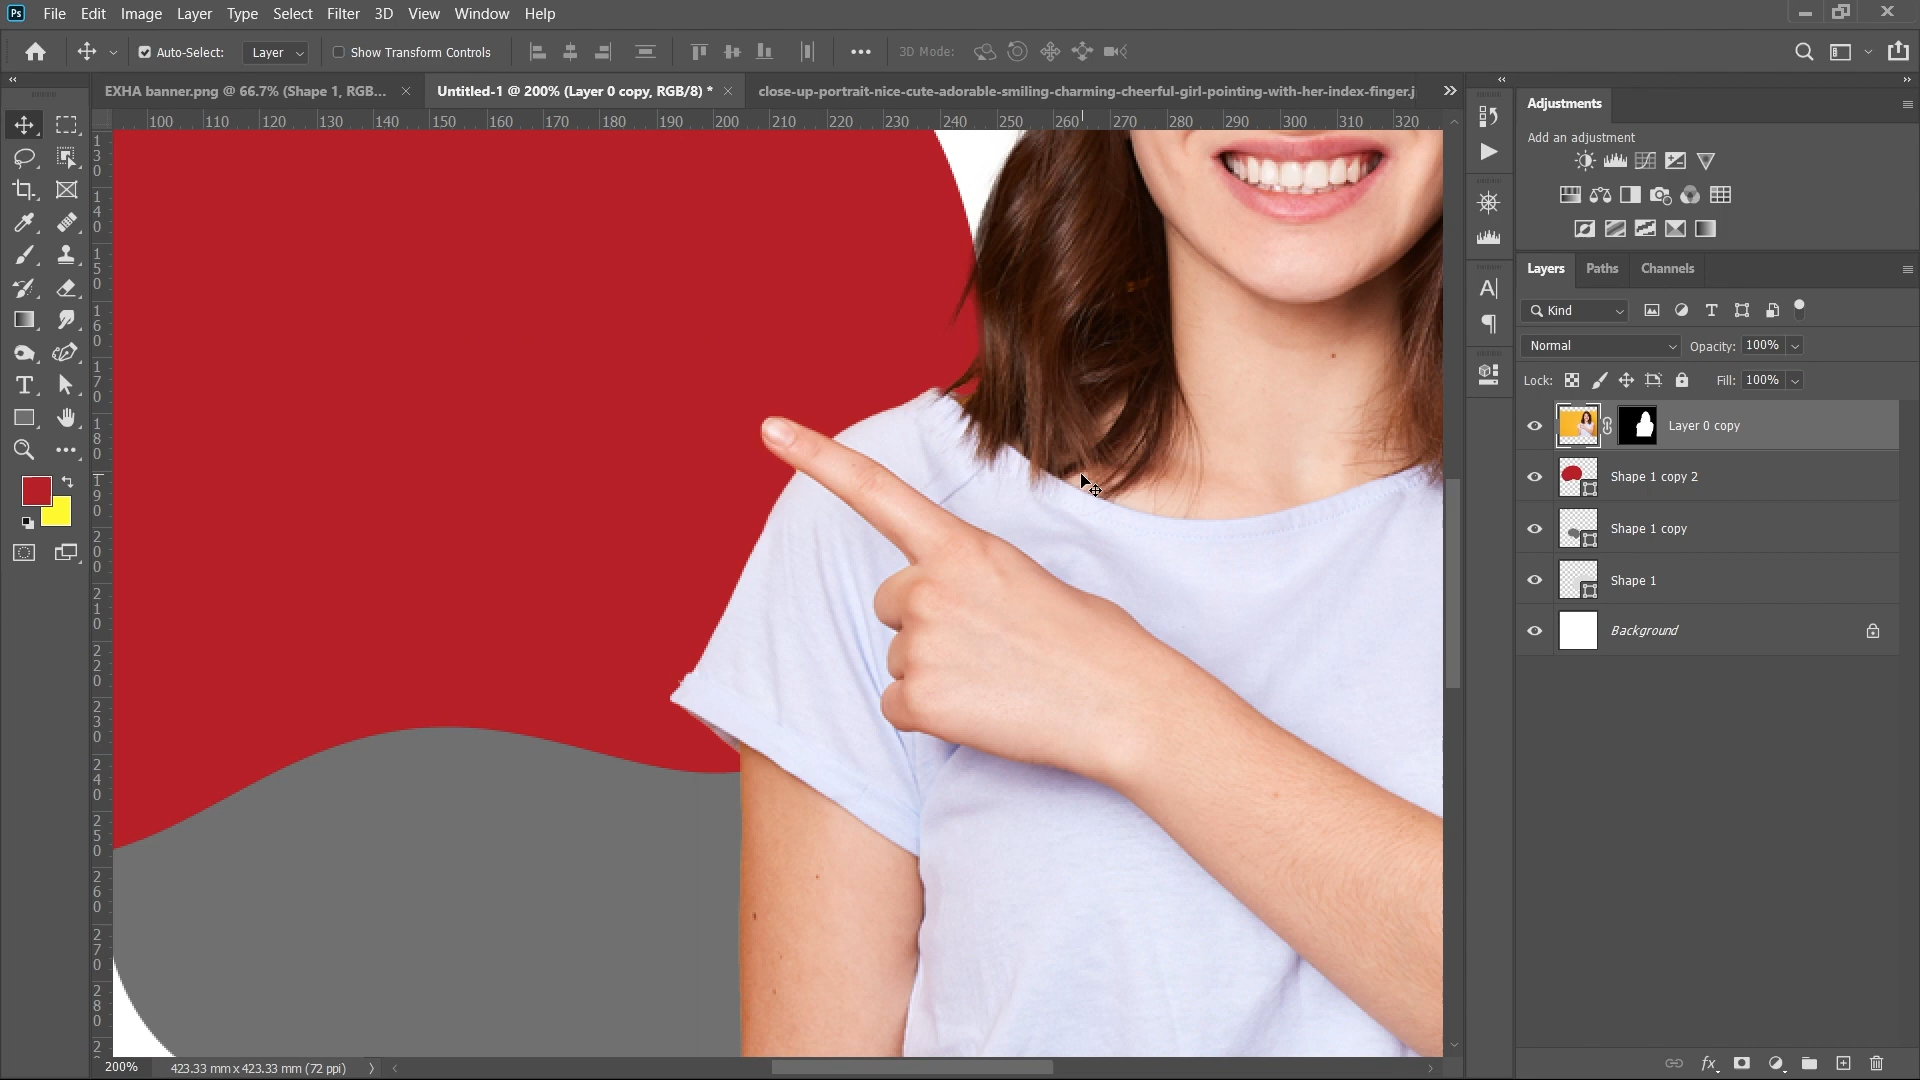 Ps File Edit Image Layer Type Select Filter 3D View Window Help
Auto-Select: Layer Show Transform Controls 3D Mode:
EXHA banner.png @ 66.7% (Shape 1, RGB... × Untitled-1 @ 200% (Layer 0 copy, RGB/8) * × close-up-portrait-nice-cute-adorable-smiling-charming-cheerful-girl-pointing-with-her-index-finger.j
100 110 120 130 140 150 160 170 180 190 200 210 220 230 240 250 260 270 280 290 300 310 320
130
140
150
160
170
180
190
200
210
220
230
240
250
260
270
280
Adjustments
Add an adjustment
Layers Paths Channels
Kind
Normal Opacity: 100%
Lock: Fill: 100%
Layer 0 copy
Shape 1 copy 2
Shape 1 copy
Shape 1
Background
200% 423.33 mm x 423.33 mm (72 ppi)
fx